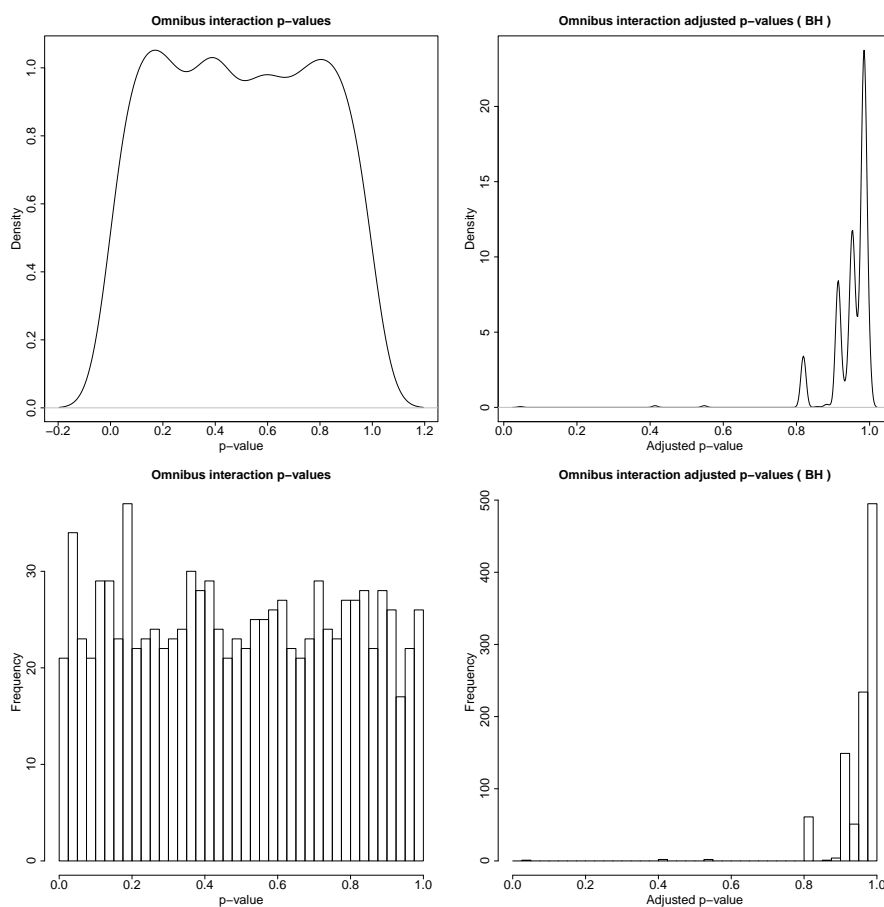 Omnibus interaction p−values
Density
0.0 0.2 0.4 0.6 0.8 1.0
−0.2 0.0 0.2 0.4 0.6 0.8 1.0 1.2
p−value
Omnibus interaction adjusted p−values ( BH )
Density
0 5 10 15 20
0.0 0.2 0.4 0.6 0.8 1.0
Adjusted p−value
Omnibus interaction p−values
Frequency
0 10 20 30
0.0 0.2 0.4 0.6 0.8 1.0
p−value
Omnibus interaction adjusted p−values ( BH )
Frequency
0 100 200 300 400 500
0.0 0.2 0.4 0.6 0.8 1.0
Adjusted p−value